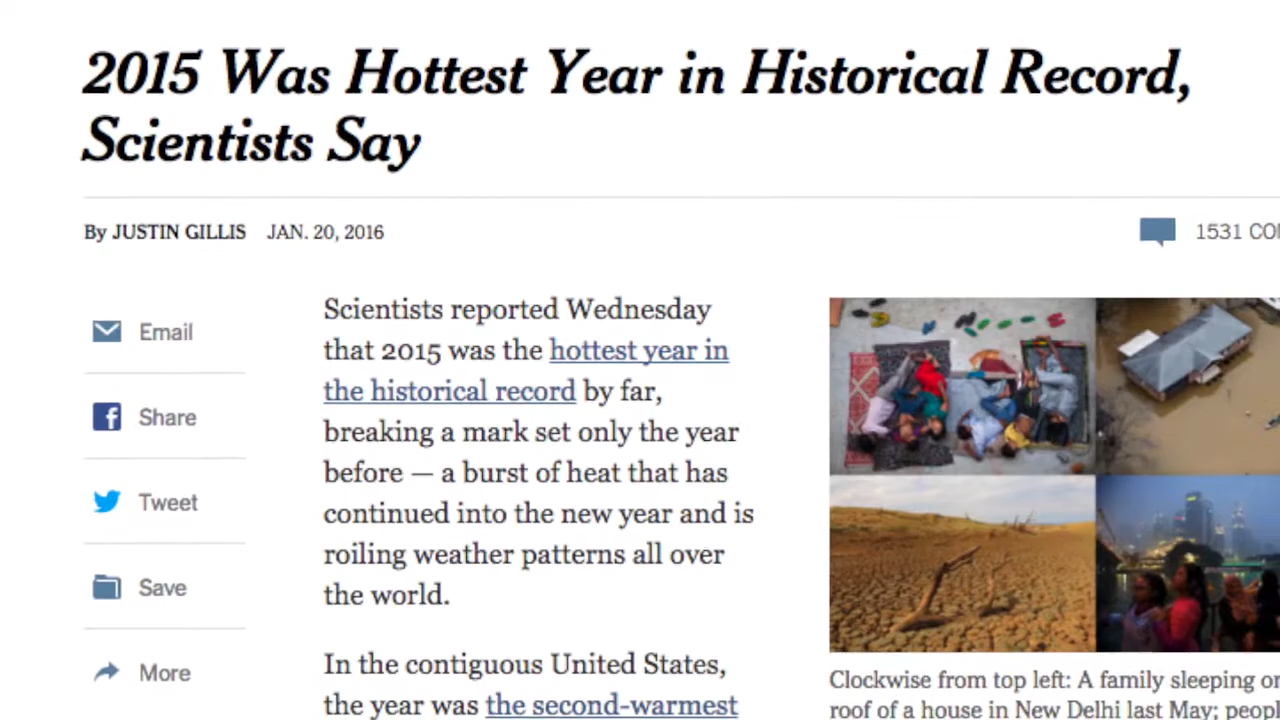 2015 Was Hottest Year in Historical Record,
Scientists Say
By JUSTIN GILLIS JAN. 20, 2016
1531
Email
Share
Tweet
Save
More
Scientists reported Wednesday
that 2015 was the hottest year in
the historical record by far,
breaking a mark set only the year
before — a burst of heat that has
continued into the new year and is
roiling weather patterns all over
the world.
In the contiguous United States,
the year was the second-warmest
Clockwise from top left: A family sleeping
roof of a house in New Delhi last May;